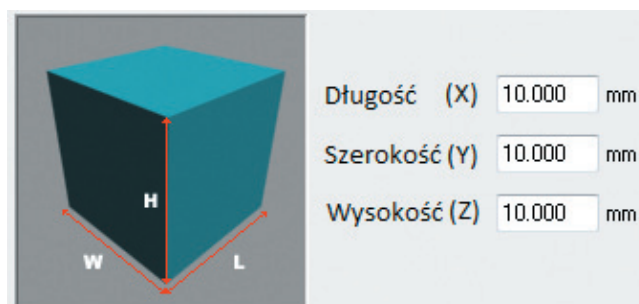 H
W
L
Długość (X) 10.000 mm
Szerokość (Y) 10.000 mm
Wysokość (Z) 10.000 mm